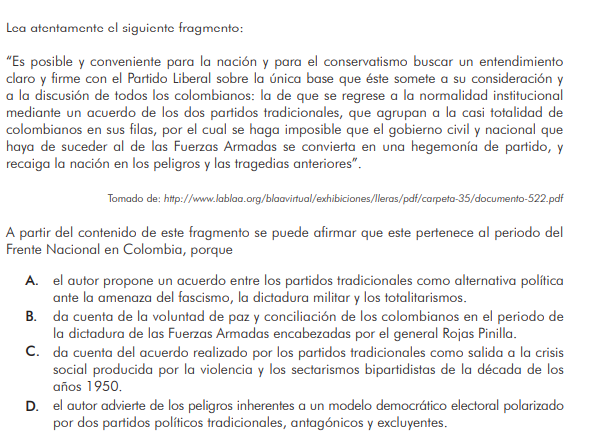 Lea atentamente el siguiente fragmento:
“Es posible y conveniente para la nación y para el conservatismo buscar un entendimiento
claro y firme con el Partido Liberal sobre la única base que éste somete a su consideración y
a la discusión de todos los colombianos: la de que se regrese a la normalidad institucional
mediante un acuerdo de los dos partidos tradicionales, que agrupan a la casi totalidad de
colombianos en sus filas, por el cual se haga imposible que el gobierno civil y nacional que
haya de suceder al de las Fuerzas Armadas se convierta en una hegemonía de partido, y
recaiga la nación en los peligros y las tragedias anteriores”.
Tomado de: http://www.lablaa.org/blaavirtual/exhibiciones/lleras/pdf/carpeta-35/documento-522.pdf
A partir del contenido de este fragmento se puede afirmar que este pertenece al periodo del
Frente Nacional en Colombia, porque
A. el autor propone un acuerdo entre los partidos tradicionales como alternativa política
ante la amenaza del fascismo, la dictadura militar y los totalitarismos.
B. da cuenta de la voluntad de paz y conciliación de los colombianos en el periodo de
la dictadura de las Fuerzas Armadas encabezadas por el general Rojas Pinilla.
C. da cuenta del acuerdo realizado por los partidos tradicionales como salida a la crisis
social producida por la violencia y los sectarismos bipartidistas de la década de los
años 1950.
D. el autor advierte de los peligros inherentes a un modelo democrático electoral polarizado
por dos partidos políticos tradicionales, antagónicos y excluyentes.